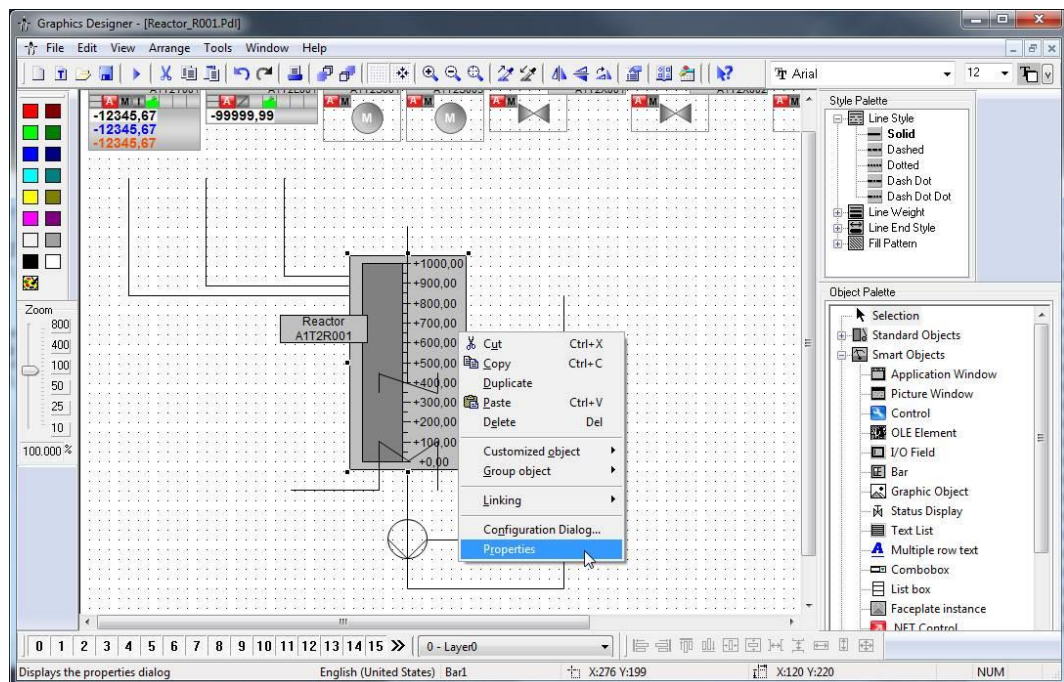 Graphics Designer - [Reactor_R001.Pdl]
File Edit View Arrange Tools Window Help
Arial 12
A M I
-12345,67
-12345,67
-12345,67
A
-99999,99
A M
M
A M
M
A M
A M
A M
+1000,00
+900,00
+800,00
+700,00
+600,00
+500,00
+400,00
+300,00
+200,00
+100,00
+0,00
Reactor
A1T2R001
Cut Ctrl+X
Copy Ctrl+C
Duplicate
Paste Ctrl+V
Delete Del
Customized object
Group object
Linking
Configuration Dialog...
Properties
Zoom
800
400
100
50
25
10
100.000 %
Style Palette
Line Style
Solid
Dashed
Dotted
Dash Dot
Dash Dot Dot
Line Weight
Line End Style
Fill Pattern
Object Palette
Selection
Standard Objects
Smart Objects
Application Window
Picture Window
Control
OLE Element
I/O Field
Bar
Graphic Object
Status Display
Text List
Multiple row text
Combobox
List box
Faceplate instance
.NET Control
0 1 2 3 4 5 6 7 8 9 10 11 12 13 14 15 0 - Layer0
Displays the properties dialog English (United States) Bar1 X:276 Y:199 X:120 Y:220 NUM